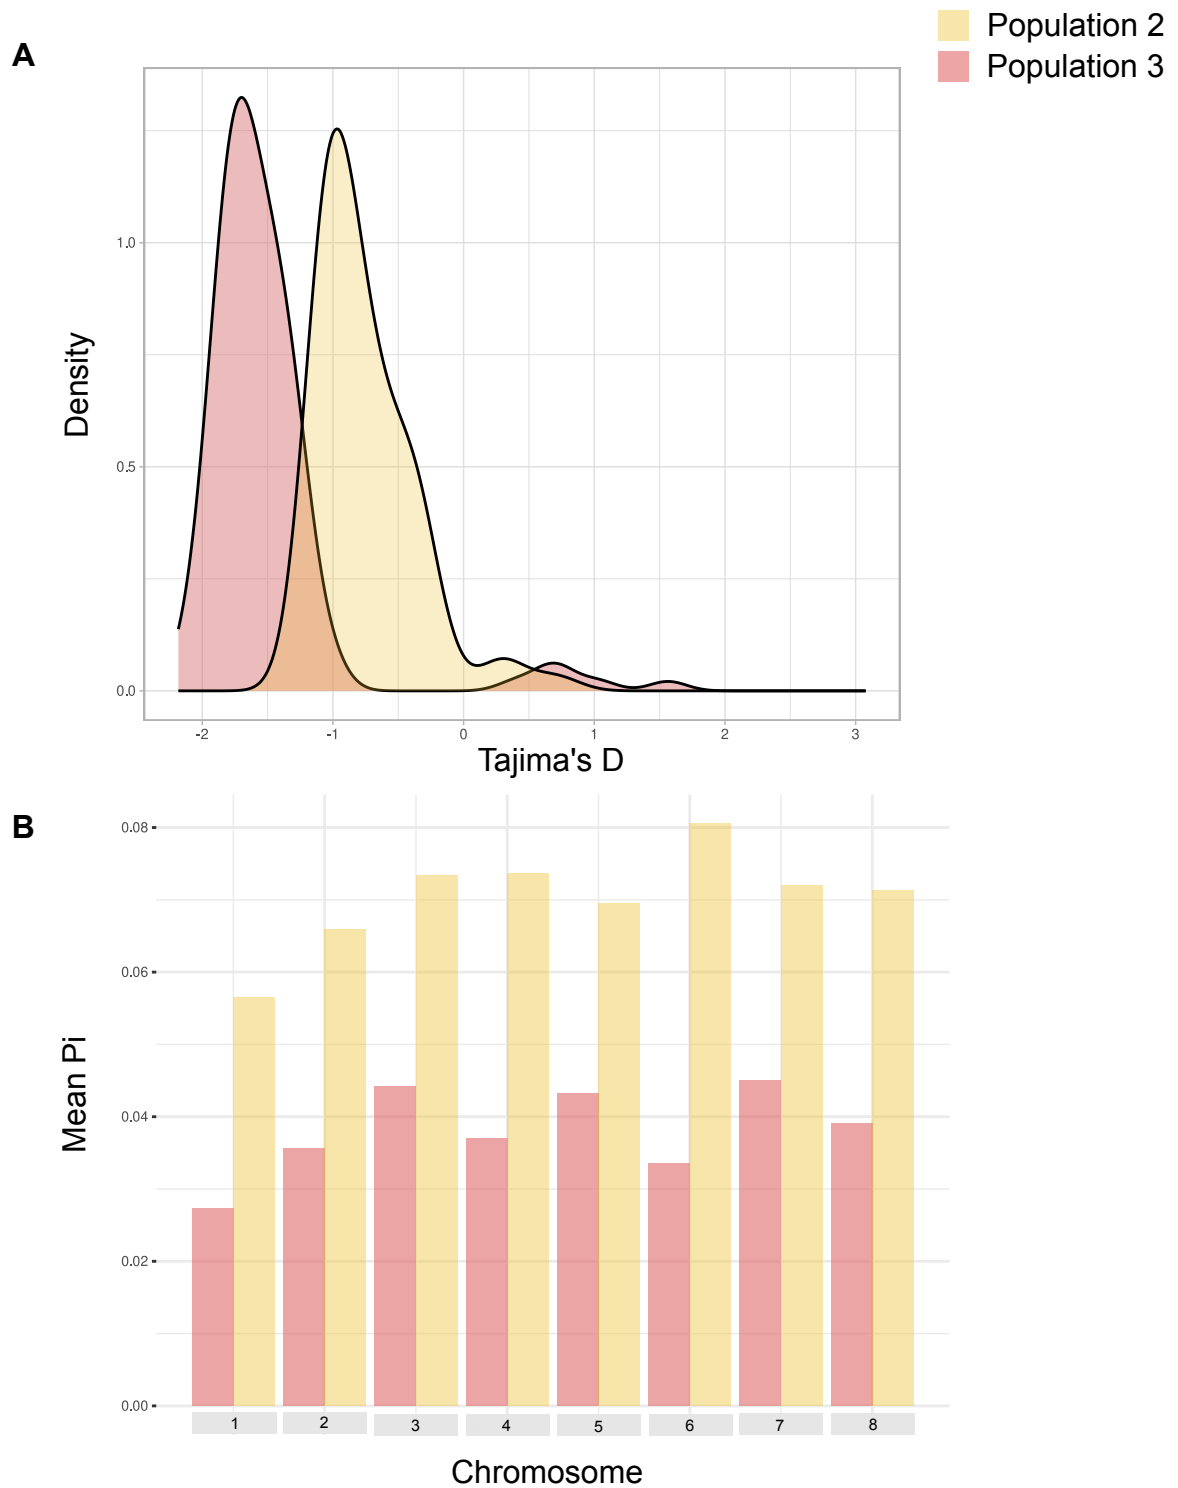 Population 2
Population 3
A
1.0
0.5
0.0
Density
-2 -1 0 1 2 3
Tajima's D
B
0.08
0.06
0.04
0.02
0.00
Mean Pi
1 2 3 4 5 6 7 8
Chromosome